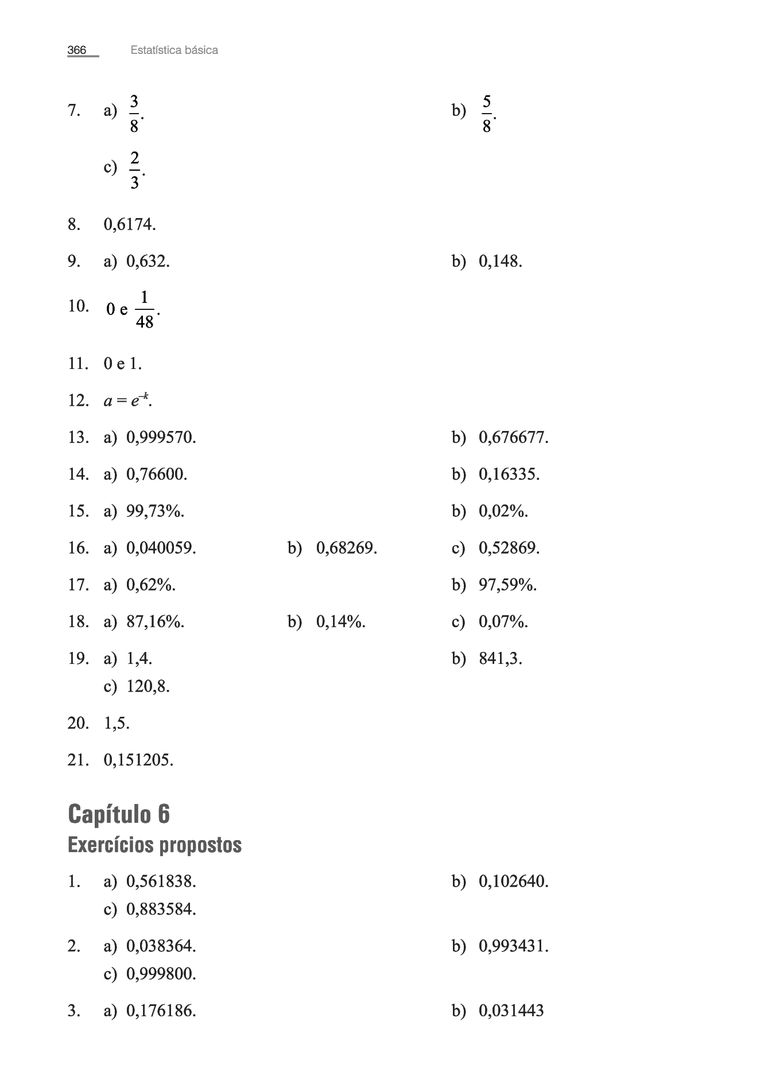 366 Estatística básica
7. a) 3/8. b) 5/8.
c) 2/3.
8. 0,6174.
9. a) 0,632. b) 0,148.
10. 0 e 1/48.
11. 0 e 1.
12. a = e^–k.
13. a) 0,999570. b) 0,676677.
14. a) 0,76600. b) 0,16335.
15. a) 99,73%. b) 0,02%.
16. a) 0,040059. b) 0,68269. c) 0,52869.
17. a) 0,62%. b) 97,59%.
18. a) 87,16%. b) 0,14%. c) 0,07%.
19. a) 1,4. b) 841,3.
c) 120,8.
20. 1,5.
21. 0,151205.
Capítulo 6
Exercícios propostos
1. a) 0,561838. b) 0,102640.
c) 0,883584.
2. a) 0,038364. b) 0,993431.
c) 0,999800.
3. a) 0,176186. b) 0,031443